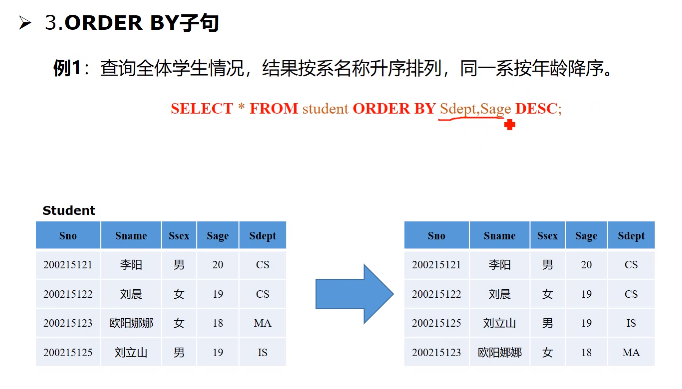 ➢ 3.ORDER BY子句
例1：查询全体学生情况，结果按系名称升序排列，同一系按年龄降序。
SELECT * FROM student ORDER BY Sdept,Sage DESC;
Student
Sno Sname Ssex Sage Sdept
200215121 李阳 男 20 CS
200215122 刘晨 女 19 CS
200215123 欧阳娜娜 女 18 MA
200215125 刘立山 男 19 IS
Sno Sname Ssex Sage Sdept
200215121 李阳 男 20 CS
200215122 刘晨 女 19 CS
200215125 刘立山 男 19 IS
200215123 欧阳娜娜 女 18 MA